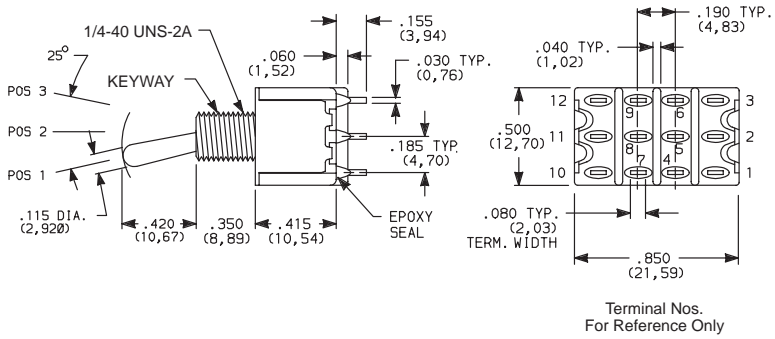 1/4-40 UNS-2A
25°
KEYWAY
POS 3
POS 2
POS 1
.115 DIA.
(2,920)
.420
(10,67)
.350
(8,89)
.415
(10,54)
.060
(1,52)
.155
(3,94)
.030 TYP.
(0,76)
.185 TYP.
(4,70)
EPOXY
SEAL
.190 TYP.
(4,83)
.040 TYP.
(1,02)
.500
(12,70)
12 9 6 3
11 8 5 2
10 7 4 1
.080 TYP.
(2,03)
TERM. WIDTH
.850
(21,59)
Terminal Nos.
For Reference Only